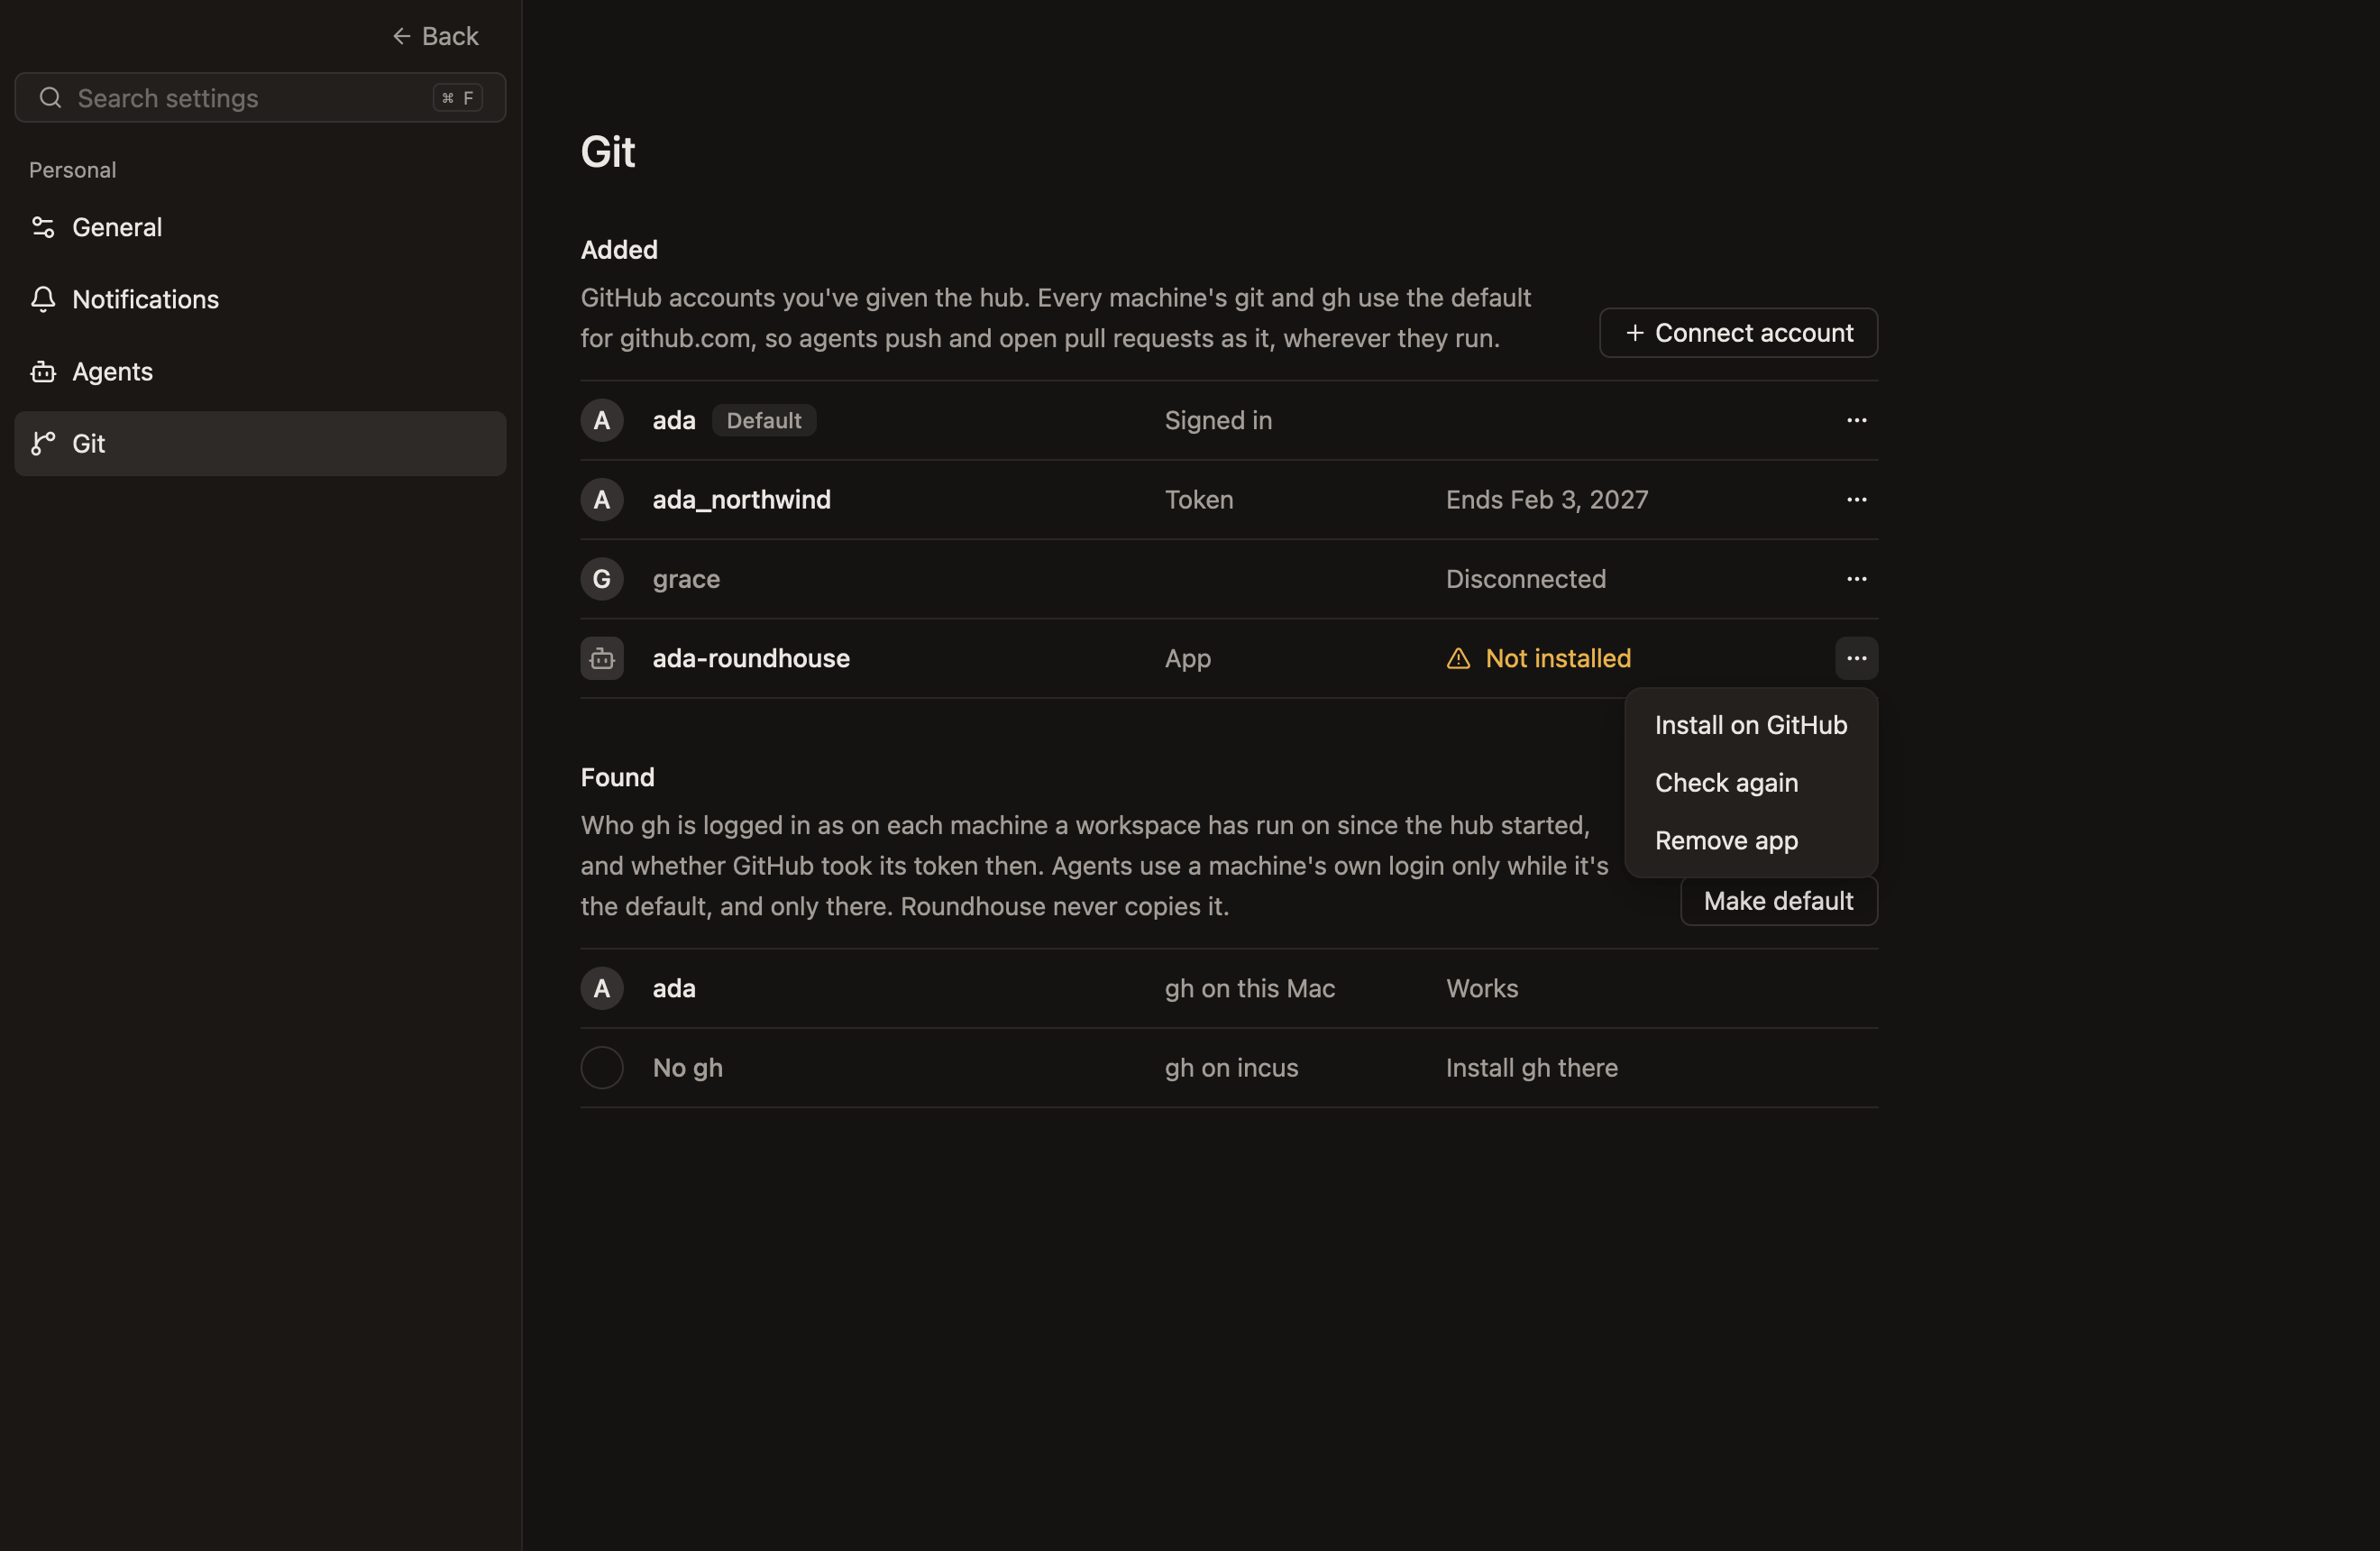 ← Back
Search settings ⌘ F
Personal
General
Notifications
Agents
Git
Git
Added
GitHub accounts you've given the hub. Every machine's git and gh use the default
for github.com, so agents push and open pull requests as it, wherever they run.
+ Connect account
A ada Default Signed in ···
A ada_northwind Token Ends Feb 3, 2027 ···
G grace Disconnected ···
ada-roundhouse App Not installed ···
Install on GitHub
Check again
Remove app
Found
Who gh is logged in as on each machine a workspace has run on since the hub started,
and whether GitHub took its token then. Agents use a machine's own login only while it's
the default, and only there. Roundhouse never copies it.
Make default
A ada gh on this Mac Works
No gh gh on incus Install gh there